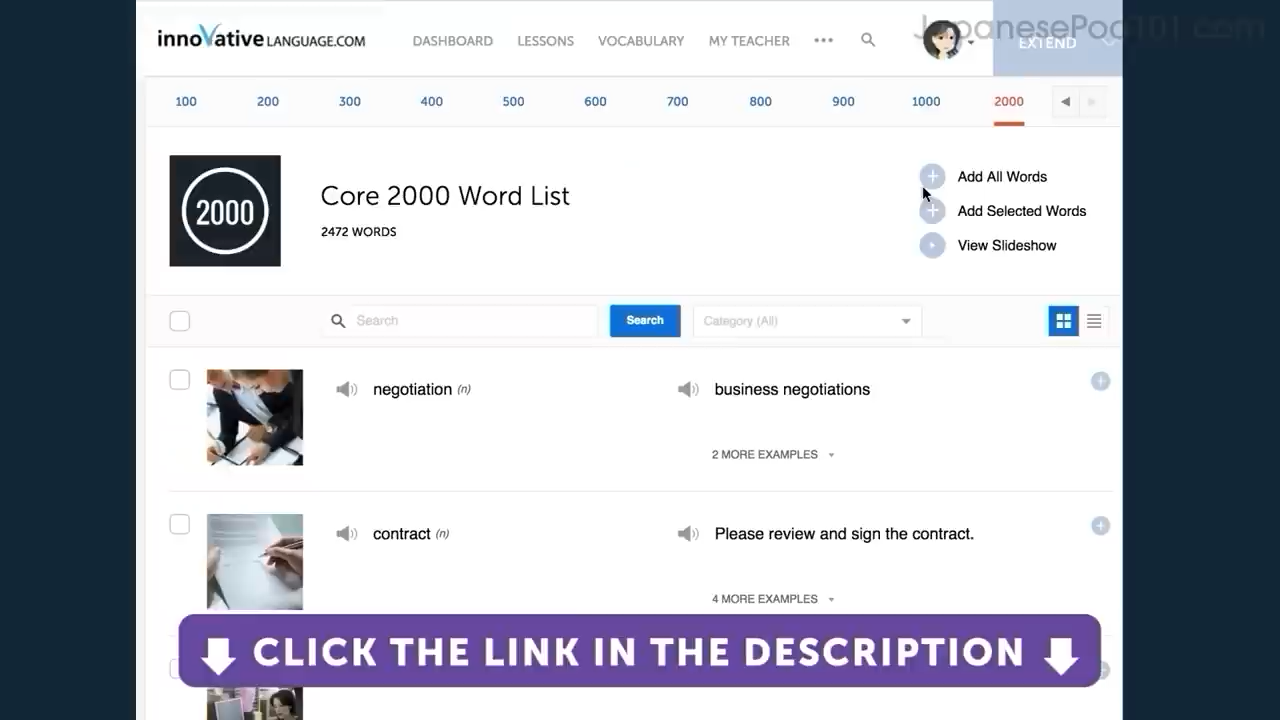 innoVative LANGUAGE.COM
DASHBOARD LESSONS VOCABULARY MY TEACHER
JapanesePod101.com
EXTEND
100 200 300 400 500 600 700 800 900 1000 2000
2000
Core 2000 Word List
2472 WORDS
Add All Words
Add Selected Words
View Slideshow
Search Search Category (All)
negotiation (n) business negotiations
2 MORE EXAMPLES
contract (n) Please review and sign the contract.
4 MORE EXAMPLES
CLICK THE LINK IN THE DESCRIPTION